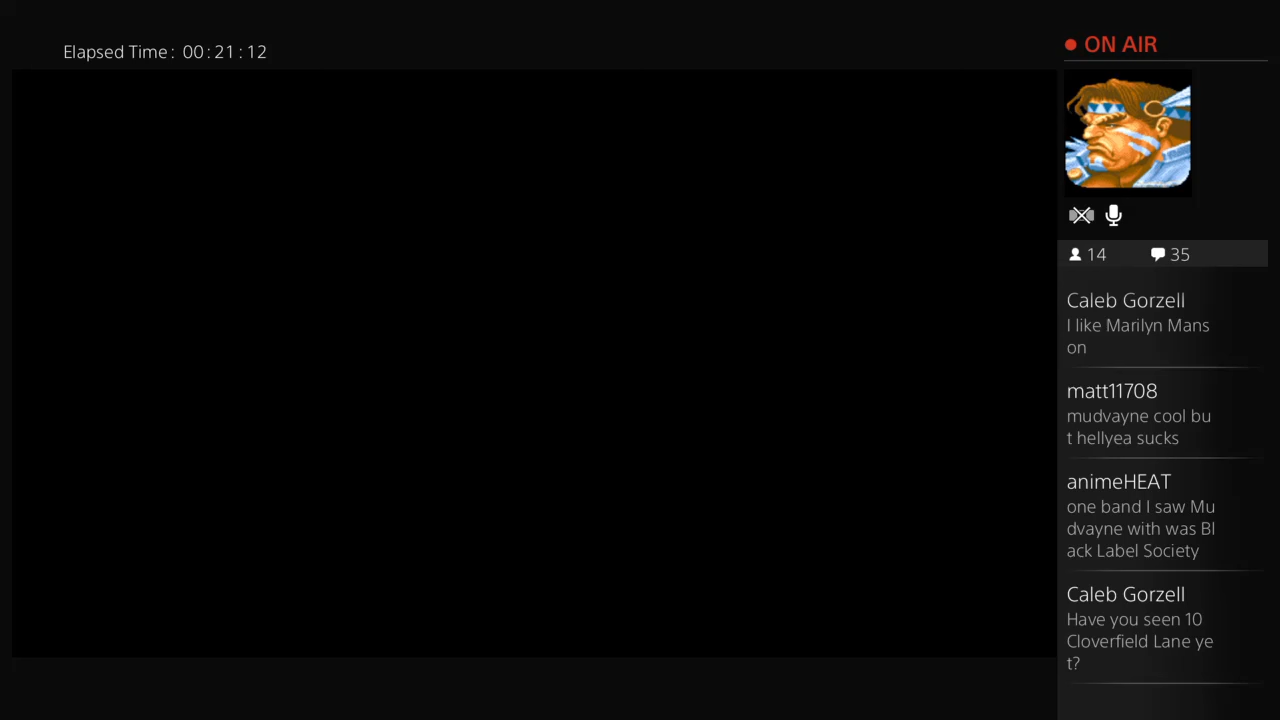 Elapsed Time: 00:21:12
ON AIR
14 35
Caleb Gorzell
I like Marilyn Mans
on
matt11708
mudvayne cool bu
t hellyea sucks
animeHEAT
one band I saw Mu
dvayne with was Bl
ack Label Society
Caleb Gorzell
Have you seen 10
Cloverfield Lane ye
t?